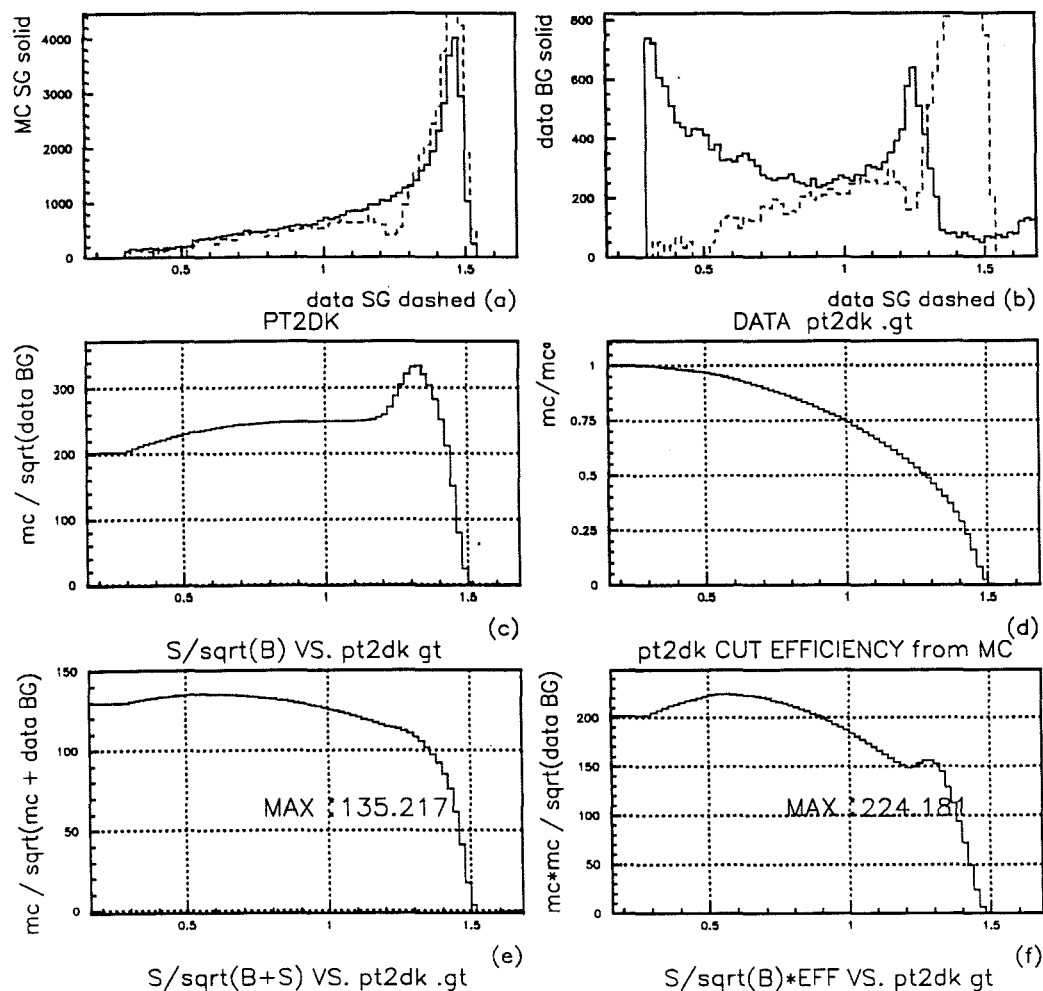 MC SG solid
4000
3000
2000
1000
0
0.5
1
1.5
data SG dashed (a)
data BG solid
800
600
400
200
0
0.5
1
1.5
data SG dashed (b)
PT2DK
mc / sqrt(data BG)
300
200
100
0
0.5
1
1.5
(c)
DATA pt2dk .gt
mc/mc°
1
0.75
0.5
0.25
0
0.5
1
1.5
(d)
S/sqrt(B) VS. pt2dk gt
mc / sqrt(mc + data BG)
150
100
50
0
MAX :135.217
0.5
1
1.5
(e)
pt2dk CUT EFFICIENCY from MC
mc*mc / sqrt(data BG)
200
150
100
50
0
MAX :224.181
0.5
1
1.5
(f)
S/sqrt(B+S) VS. pt2dk .gt
S/sqrt(B)*EFF VS. pt2dk gt